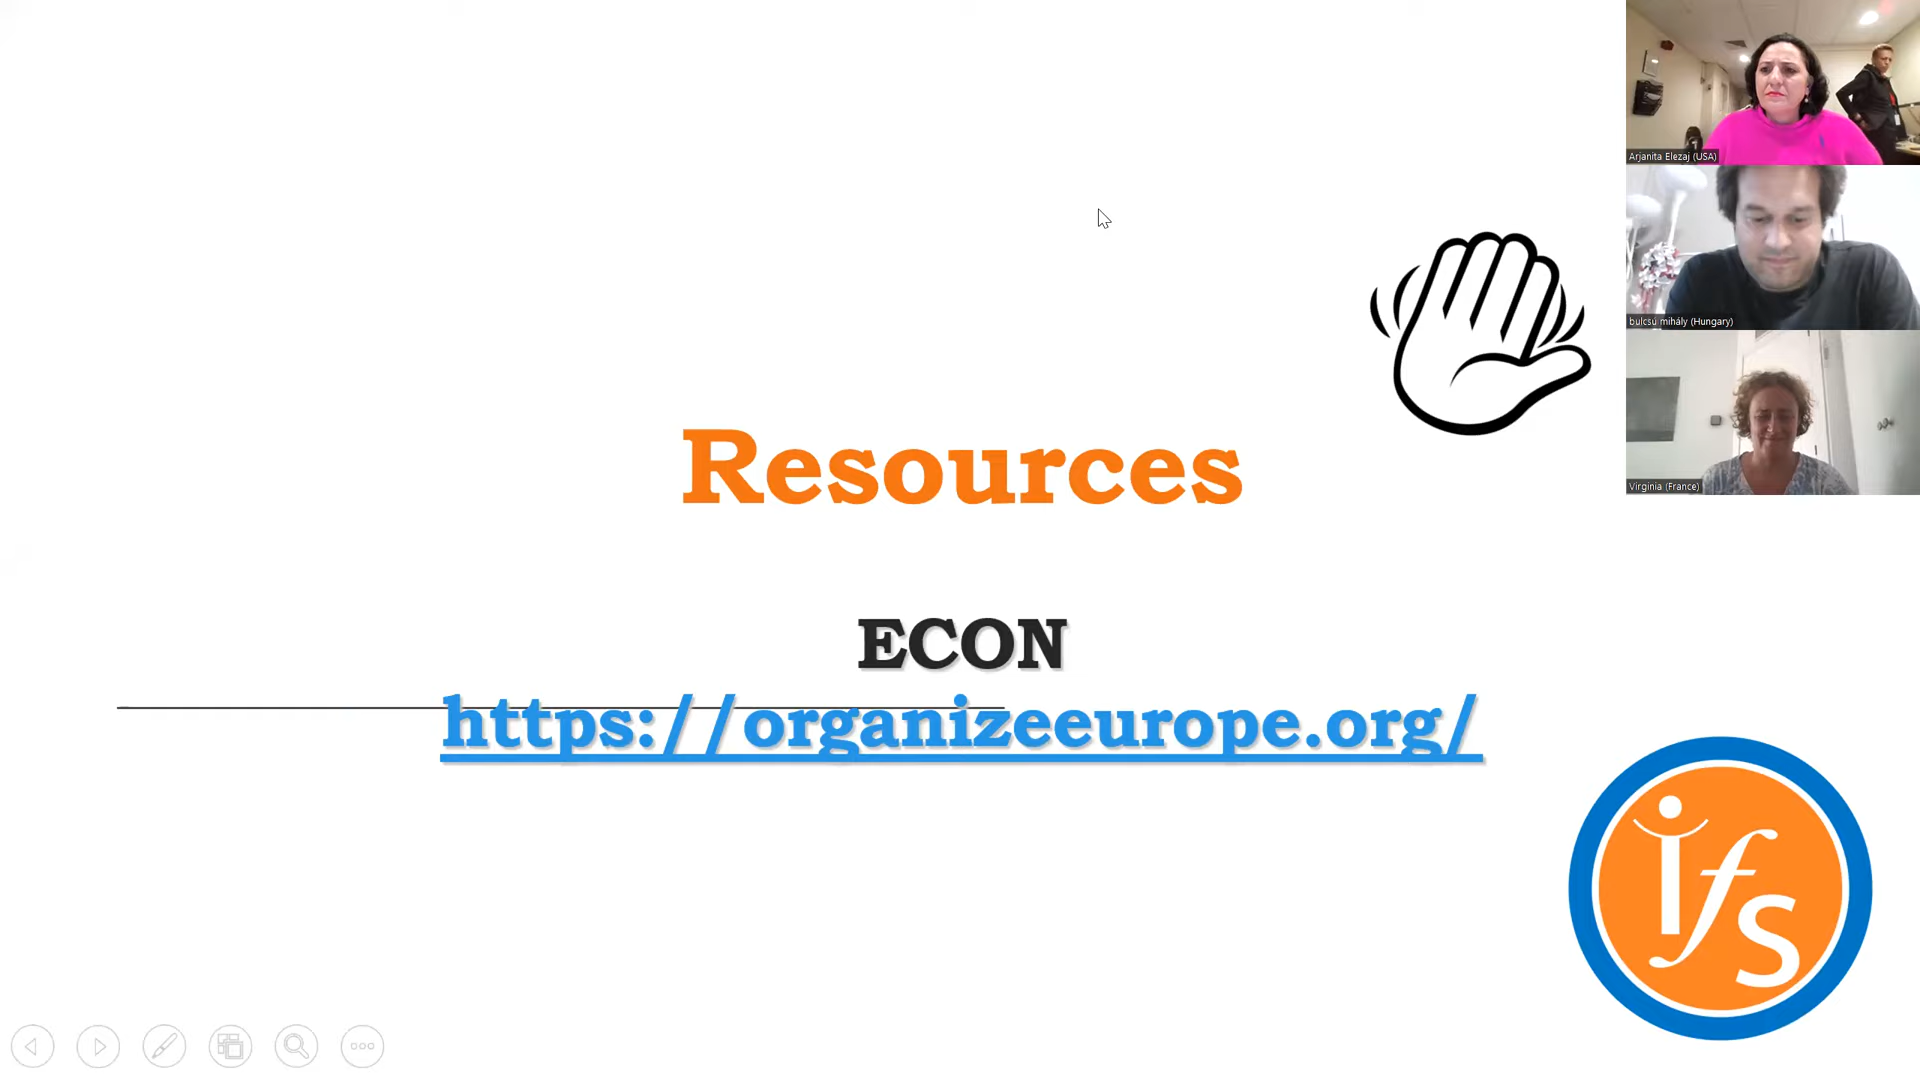 Arjanita Elezaj (USA)
bulcsú mihály (Hungary)
Virginia (France)
Resources
ECON
https://organizeeurope.org/
ifs